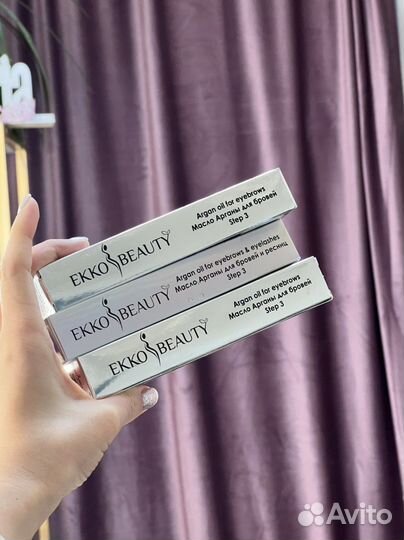 EKKO BEAUTY
Argan oil for eyebrows
Масло Арганы для бровей
Step 3
EKKO BEAUTY
Argan oil for eyebrows & eyelashes
Масло Арганы для бровей и ресниц
Step 3
EKKO BEAUTY
Argan oil for eyebrows
Масло Арганы для бровей
Step 3
Avito